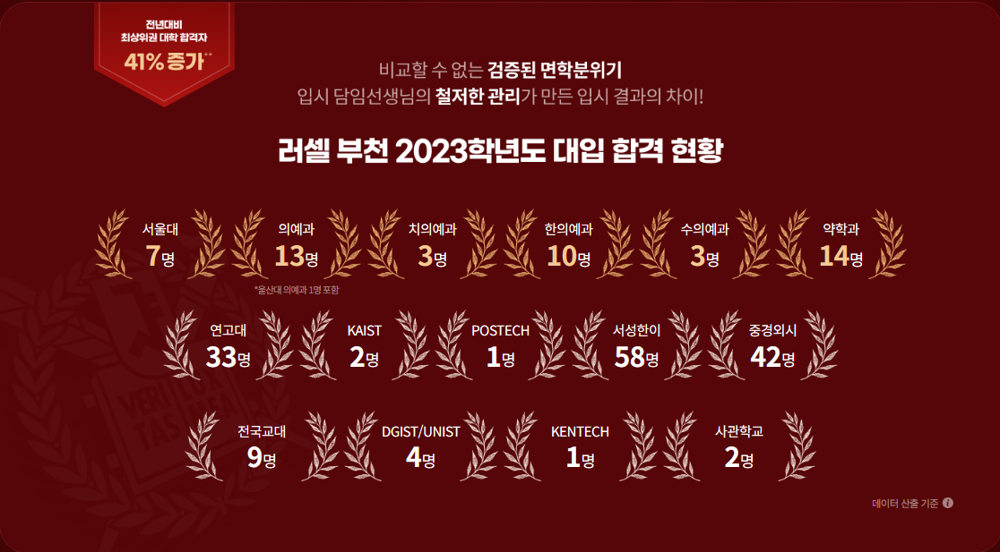 전년대비
최상위권 대학 합격자
41% 증가++
비교할 수 없는 검증된 면학분위기
입시 담임선생님의 철저한 관리가 만든 입시 결과의 차이!
러셀 부천 2023학년도 대입 합격 현황
서울대 의예과 치의예과 한의예과 수의예과 약학과
7명 13명 3명 10명 3명 14명
*울산대 의예과 1명 포함
연고대 KAIST POSTECH 서성한이 중경외시
33명 2명 1명 58명 42명
VERI LUX
TAS MEA
전국교대 DGIST/UNIST KENTECH 사관학교
9명 4명 1명 2명
데이터 산출 기준 i